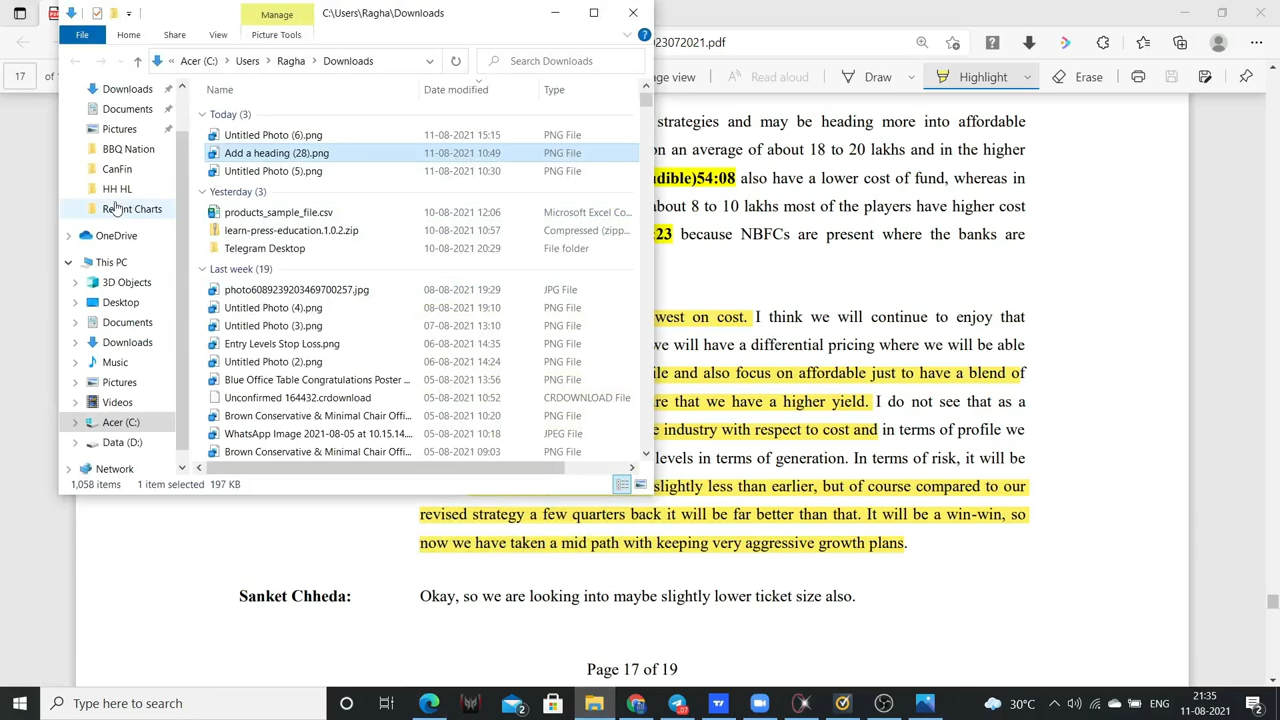 Manage
C:\Users\Ragha\Downloads
File
Home
Share
View
Picture Tools
« Acer (C:) > Users > Ragha > Downloads
Search Downloads
Downloads
Documents
Pictures
BBQ Nation
CanFin
HH HL
Recent Charts
OneDrive
This PC
3D Objects
Desktop
Documents
Downloads
Music
Pictures
Videos
Acer (C:)
Data (D:)
Network
Name Date modified Type
Today (3)
Untitled Photo (6).png 11-08-2021 15:15 PNG File
Add a heading (28).png 11-08-2021 10:49 PNG File
Untitled Photo (5).png 11-08-2021 10:30 PNG File
Yesterday (3)
products_sample_file.csv 10-08-2021 12:06 Microsoft Excel Co...
learn-press-education.1.0.2.zip 10-08-2021 10:57 Compressed (zipp...
Telegram Desktop 10-08-2021 20:29 File folder
Last week (19)
photo6089239203469700257.jpg 08-08-2021 19:29 JPG File
Untitled Photo (4).png 08-08-2021 19:10 PNG File
Untitled Photo (3).png 07-08-2021 13:10 PNG File
Entry Levels Stop Loss.png 06-08-2021 14:35 PNG File
Untitled Photo (2).png 06-08-2021 14:24 PNG File
Blue Office Table Congratulations Poster ... 05-08-2021 13:56 PNG File
Unconfirmed 164432.crdownload 05-08-2021 10:52 CRDOWNLOAD File
Brown Conservative & Minimal Chair Offi... 05-08-2021 10:20 PNG File
WhatsApp Image 2021-08-05 at 10.15.14.... 05-08-2021 10:18 JPEG File
Brown Conservative & Minimal Chair Offi... 05-08-2021 09:03 PNG File
1,058 items 1 item selected 197 KB
023072021.pdf
17 of 1
age view
Read aloud
Draw
Highlight
Erase
strategies and may be heading more into affordable
on an average of about 18 to 20 lakhs and in the higher
dible)54:08 also have a lower cost of fund, whereas in
bout 8 to 10 lakhs most of the players have higher cost
:23 because NBFCs are present where the banks are
west on cost. I think we will continue to enjoy that
we will have a differential pricing where we will be able
ile and also focus on affordable just to have a blend of
re that we have a higher yield. I do not see that as a
e industry with respect to cost and in terms of profile we
levels in terms of generation. In terms of risk, it will be
slightly less than earlier, but of course compared to our
revised strategy a few quarters back it will be far better than that. It will be a win-win, so
now we have taken a mid path with keeping very aggressive growth plans.
Sanket Chheda: Okay, so we are looking into maybe slightly lower ticket size also.
Page 17 of 19
Type here to search
30°C
21:35
11-08-2021